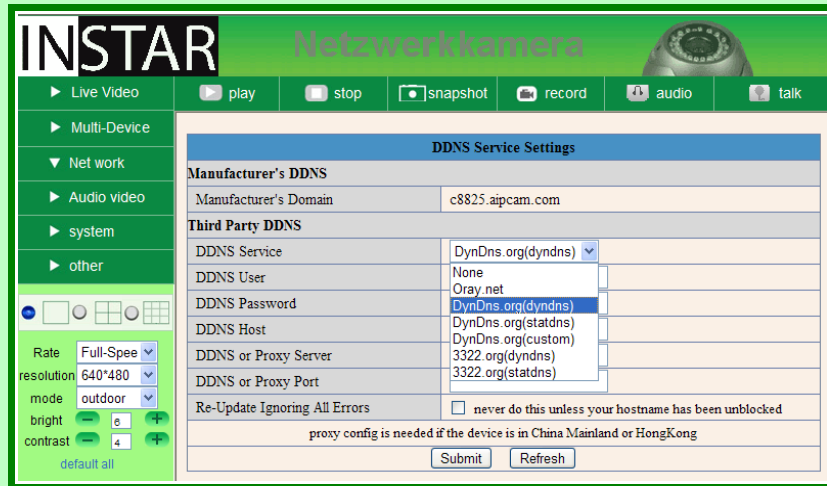 INSTAR
Netzwerkkamera
Live Video
play
stop
snapshot
record
audio
talk
Multi-Device
Net work
Audio video
system
other
DDNS Service Settings
Manufacturer's DDNS
Manufacturer's Domain c8825.aipcam.com
Third Party DDNS
DDNS Service DynDns.org(dyndns)
None
Oray.net
DynDns.org(dyndns)
DynDns.org(statdns)
DynDns.org(custom)
3322.org(dyndns)
3322.org(statdns)
DDNS User
DDNS Password
DDNS Host
DDNS or Proxy Server
DDNS or Proxy Port
Re-Update Ignoring All Errors never do this unless your hostname has been unblocked
proxy config is needed if the device is in China Mainland or HongKong
Submit Refresh
Rate Full-Spee
resolution 640*480
mode outdoor
bright 6
contrast 4
default all